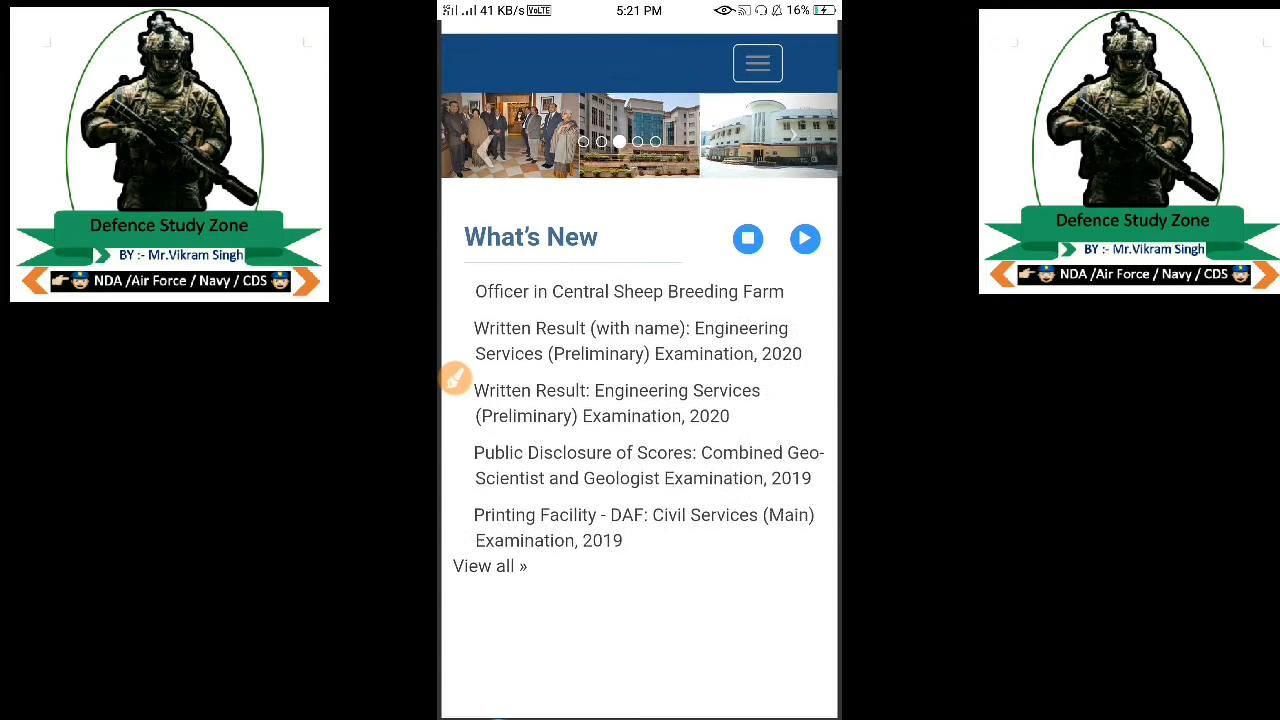 41 KB/s VoLTE 5:21 PM 16%
Defence Study Zone
BY :- Mr.Vikram Singh
NDA /Air Force / Navy / CDS
What's New
Officer in Central Sheep Breeding Farm
Written Result (with name): Engineering
Services (Preliminary) Examination, 2020
Written Result: Engineering Services
(Preliminary) Examination, 2020
Public Disclosure of Scores: Combined Geo-
Scientist and Geologist Examination, 2019
Printing Facility - DAF: Civil Services (Main)
Examination, 2019
View all »
Defence Study Zone
BY :- Mr.Vikram Singh
NDA /Air Force / Navy / CDS